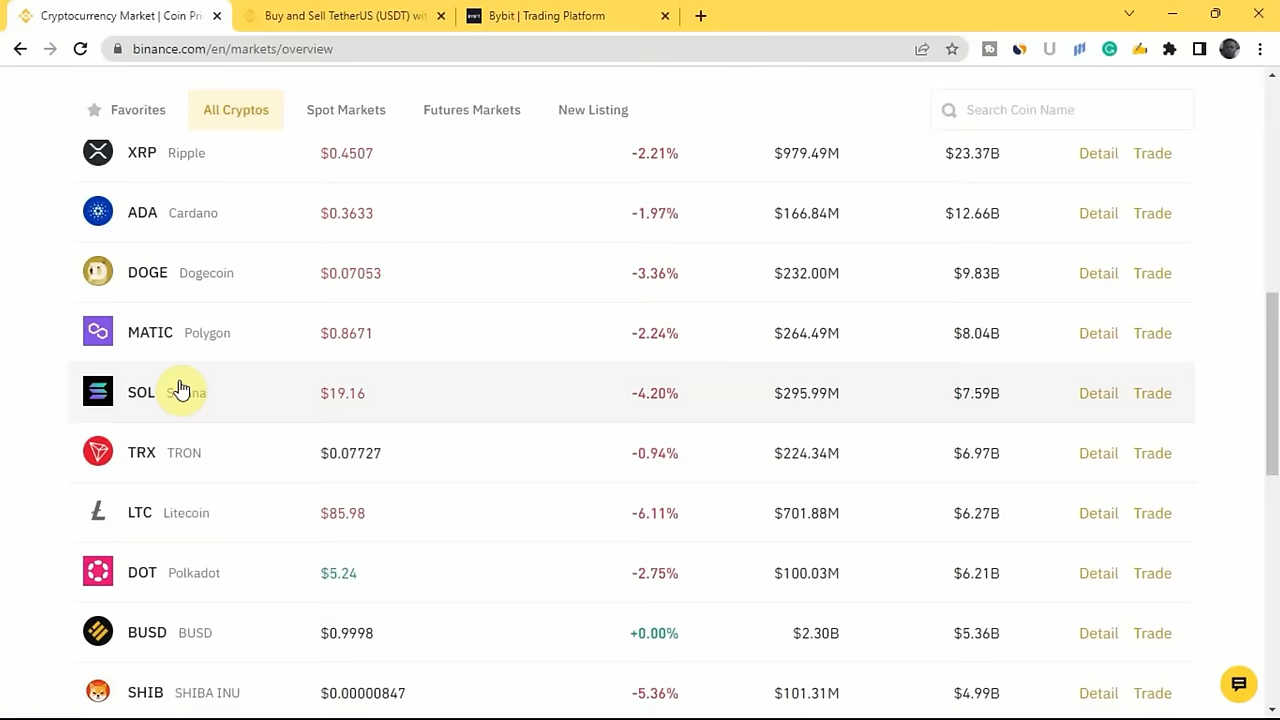 Cryptocurrency Market | Coin Pri
Buy and Sell TetherUS (USDT) wit
Bybit | Trading Platform
binance.com/en/markets/overview
Favorites All Cryptos Spot Markets Futures Markets New Listing Search Coin Name
XRP Ripple $0.4507 -2.21% $979.49M $23.37B Detail Trade
ADA Cardano $0.3633 -1.97% $166.84M $12.66B Detail Trade
DOGE Dogecoin $0.07053 -3.36% $232.00M $9.83B Detail Trade
MATIC Polygon $0.8671 -2.24% $264.49M $8.04B Detail Trade
SOL Solana $19.16 -4.20% $295.99M $7.59B Detail Trade
TRX TRON $0.07727 -0.94% $224.34M $6.97B Detail Trade
LTC Litecoin $85.98 -6.11% $701.88M $6.27B Detail Trade
DOT Polkadot $5.24 -2.75% $100.03M $6.21B Detail Trade
BUSD BUSD $0.9998 +0.00% $2.30B $5.36B Detail Trade
SHIB SHIBA INU $0.00000847 -5.36% $101.31M $4.99B Detail Trade